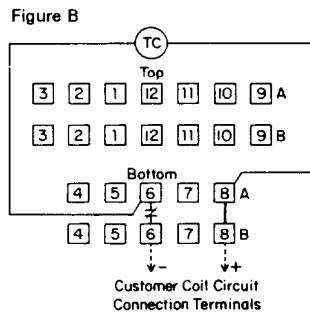 Figure B
TC
Top
3 2 1 12 11 10 9 A
3 2 1 12 11 10 9 B
Bottom
4 5 6 7 8 A
4 5 6 7 8 B
- +
Customer Coil Circuit
Connection Terminals